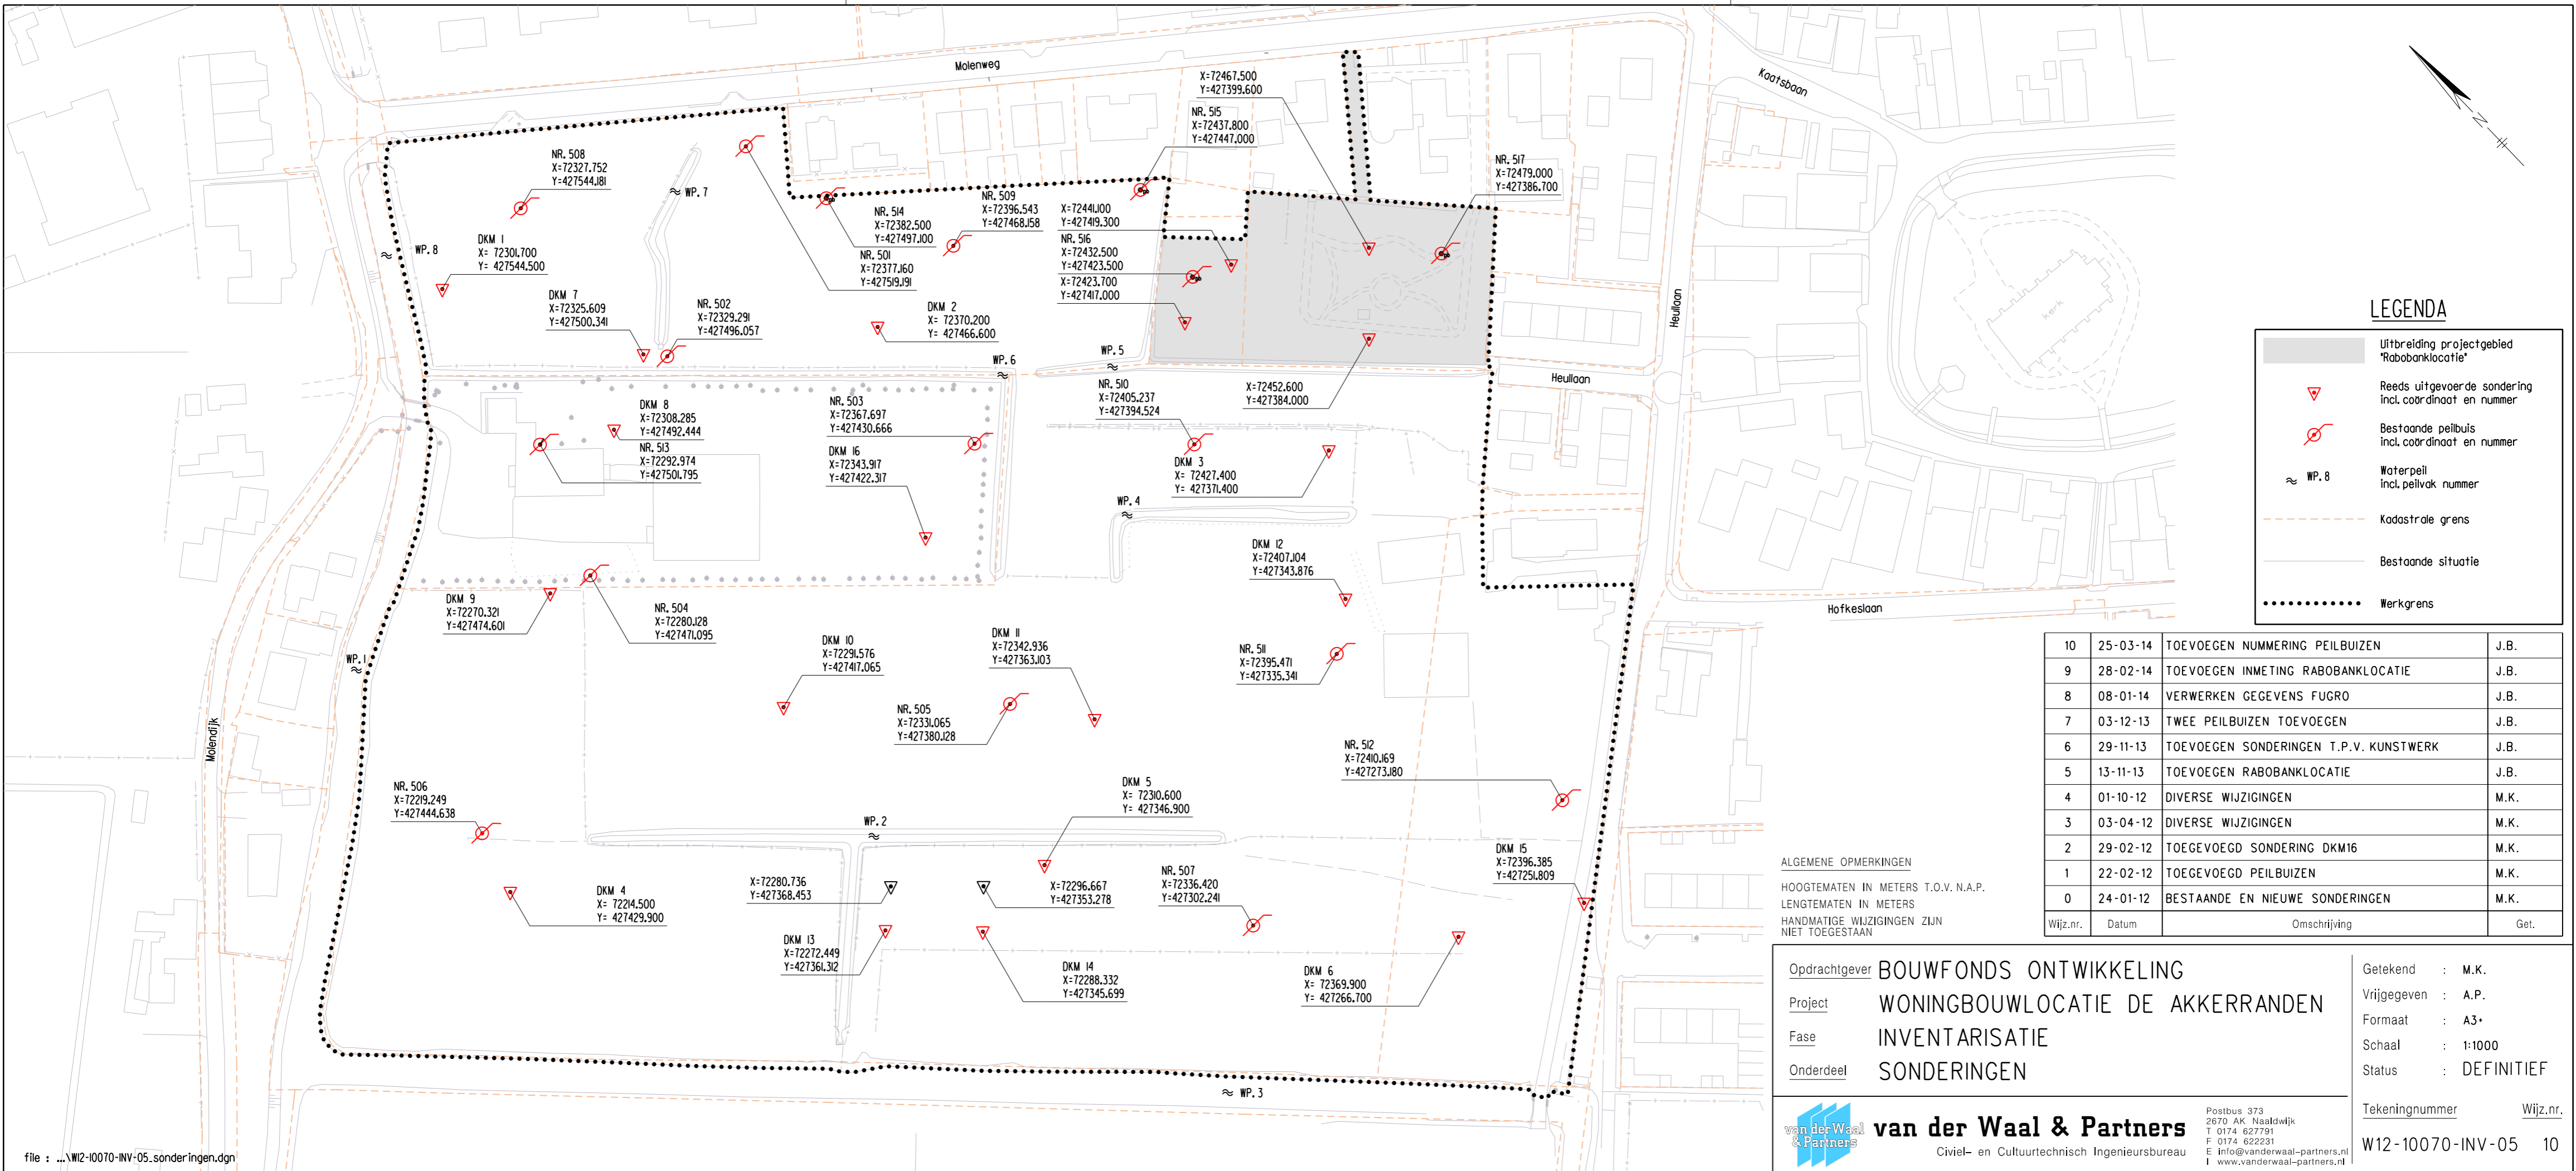 Molenweg
Kaatsbaan
X=72467.500
Y=427399.600
NR. 515
X=72437.800
Y=427447.000
NR. 508
X=72327.752
Y=427544.181
NR. 517
X=72479.000
Y=427386.700
WP. 7
NR. 509
X=72396.543
Y=427468.158
NR. 514
X=72382.500
Y=427497.100
X=72441.100
Y=427419.300
NR. 516
X=72432.500
Y=427423.500
X=72423.700
Y=427417.000
WP. 8
DKM 1
X= 72301.700
Y= 427544.500
NR. 501
X=72377.160
Y=427519.191
DKM 7
X=72325.609
Y=427500.341
NR. 502
X=72329.291
Y=427496.057
DKM 2
X= 72370.200
Y= 427466.600
Heullaan
kerk
WP. 6
WP. 5
Heullaan
NR. 510
X=72405.237
Y=427394.524
X=72452.600
Y=427384.000
DKM 8
X=72308.285
Y=427492.444
NR. 513
X=72292.974
Y=427501.795
NR. 503
X=72367.697
Y=427430.666
DKM 16
X=72343.917
Y=427422.317
DKM 3
X= 72427.400
Y= 427371.400
WP. 4
DKM 12
X=72407.104
Y=427343.876
DKM 9
X=72270.321
Y=427474.601
NR. 504
X=72280.128
Y=427471.095
Hofkeslaan
WP. 1
DKM 10
X=72291.576
Y=427417.065
DKM 11
X=72342.936
Y=427363.103
NR. 511
X=72395.471
Y=427335.341
Molendijk
NR. 505
X=72331.065
Y=427380.128
NR. 512
X=72410.169
Y=427273.180
NR. 506
X=72219.249
Y=427444.638
DKM 5
X= 72310.600
Y= 427346.900
WP. 2
DKM 15
X=72396.385
Y=427251.809
DKM 4
X= 72214.500
Y= 427429.900
X=72280.736
Y=427368.453
X=72296.667
Y=427353.278
NR. 507
X=72336.420
Y=427302.241
DKM 13
X=72272.449
Y=427361.312
DKM 14
X=72288.332
Y=427345.699
DKM 6
X= 72369.900
Y= 427266.700
WP. 3
file : ...\W12-10070-INV-05_sonderingen.dgn
LEGENDA
Uitbreiding projectgebied
"Rabobanklocatie"
Reeds uitgevoerde sondering
incl. coördinaat en nummer
Bestaande peilbuis
incl. coördinaat en nummer
WP. 8 Waterpeil
incl. peilvak nummer
Kadastrale grens
Bestaande situatie
Werkgrens
10 25-03-14 TOEVOEGEN NUMMERING PEILBUIZEN J.B.
9 28-02-14 TOEVOEGEN INMETING RABOBANKLOCATIE J.B.
8 08-01-14 VERWERKEN GEGEVENS FUGRO J.B.
7 03-12-13 TWEE PEILBUIZEN TOEVOEGEN J.B.
6 29-11-13 TOEVOEGEN SONDERINGEN T.P.V. KUNSTWERK J.B.
5 13-11-13 TOEVOEGEN RABOBANKLOCATIE J.B.
4 01-10-12 DIVERSE WIJZIGINGEN M.K.
3 03-04-12 DIVERSE WIJZIGINGEN M.K.
2 29-02-12 TOEGEVOEGD SONDERING DKM16 M.K.
1 22-02-12 TOEGEVOEGD PEILBUIZEN M.K.
0 24-01-12 BESTAANDE EN NIEUWE SONDERINGEN M.K.
Wijz.nr. Datum Omschrijving Get.
ALGEMENE OPMERKINGEN
HOOGTEMATEN IN METERS T.O.V. N.A.P.
LENGTEMATEN IN METERS
HANDMATIGE WIJZIGINGEN ZIJN
NIET TOEGESTAAN
Opdrachtgever BOUWFONDS ONTWIKKELING
Project WONINGBOUWLOCATIE DE AKKERRANDEN
Fase INVENTARISATIE
Onderdeel SONDERINGEN
Getekend : M.K.
Vrijgegeven : A.P.
Formaat : A3+
Schaal : 1:1000
Status : DEFINITIEF
Tekeningnummer Wijz.nr.
W12-10070-INV-05 10
van der Waal
& Partners
van der Waal & Partners
Civiel- en Cultuurtechnisch Ingenieursbureau
Postbus 373
2670 AK Naaldwijk
T 0174 627791
F 0174 622231
E info@vanderwaal-partners.nl
I www.vanderwaal-partners.nl